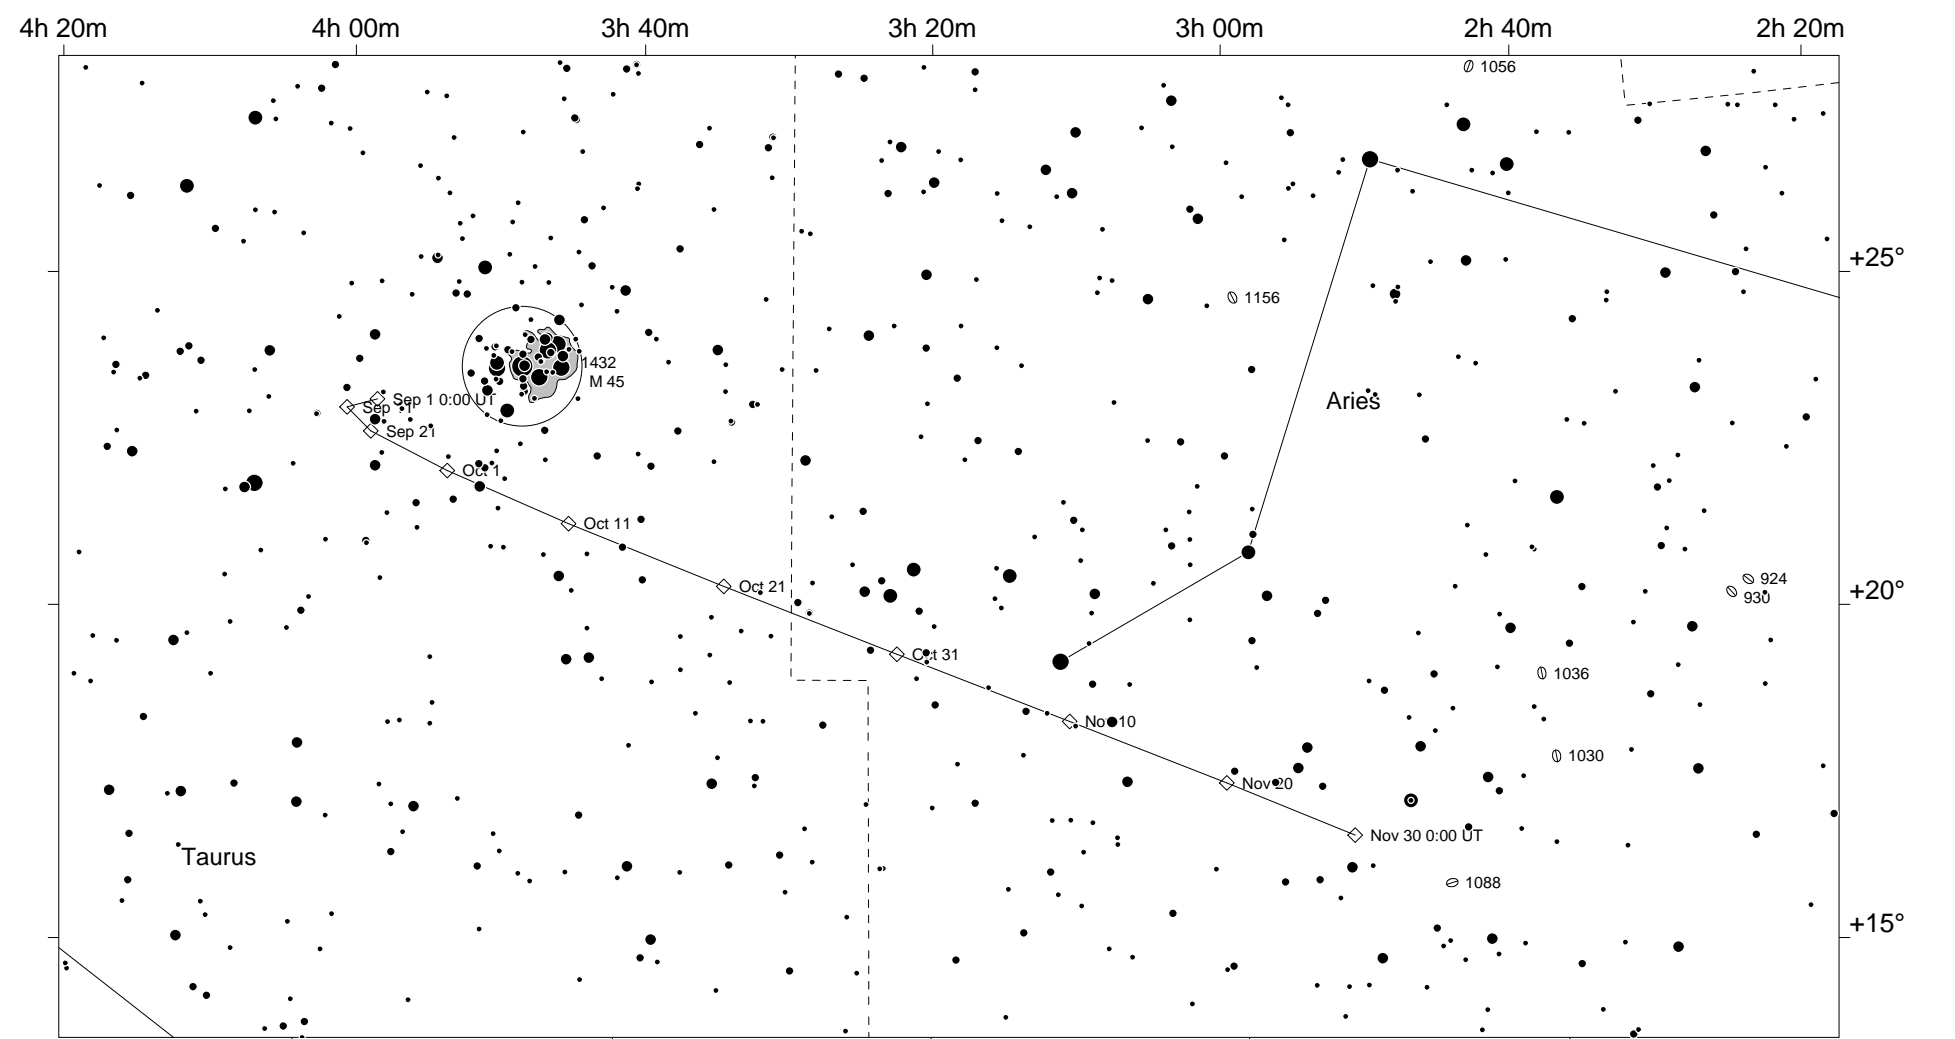 4h 20m 4h 00m 3h 40m 3h 20m 3h 00m 2h 40m 2h 20m
1056
+25°
1156
1432
M 45
Sep 1 0:00 UT
Sep 11
Aries
Sep 21
Oct 1
Oct 11
924
Oct 21
930
+20°
Oct 31
1036
Nov 10
1030
Nov 20
Nov 30 0:00 UT
Taurus
1088
+15°